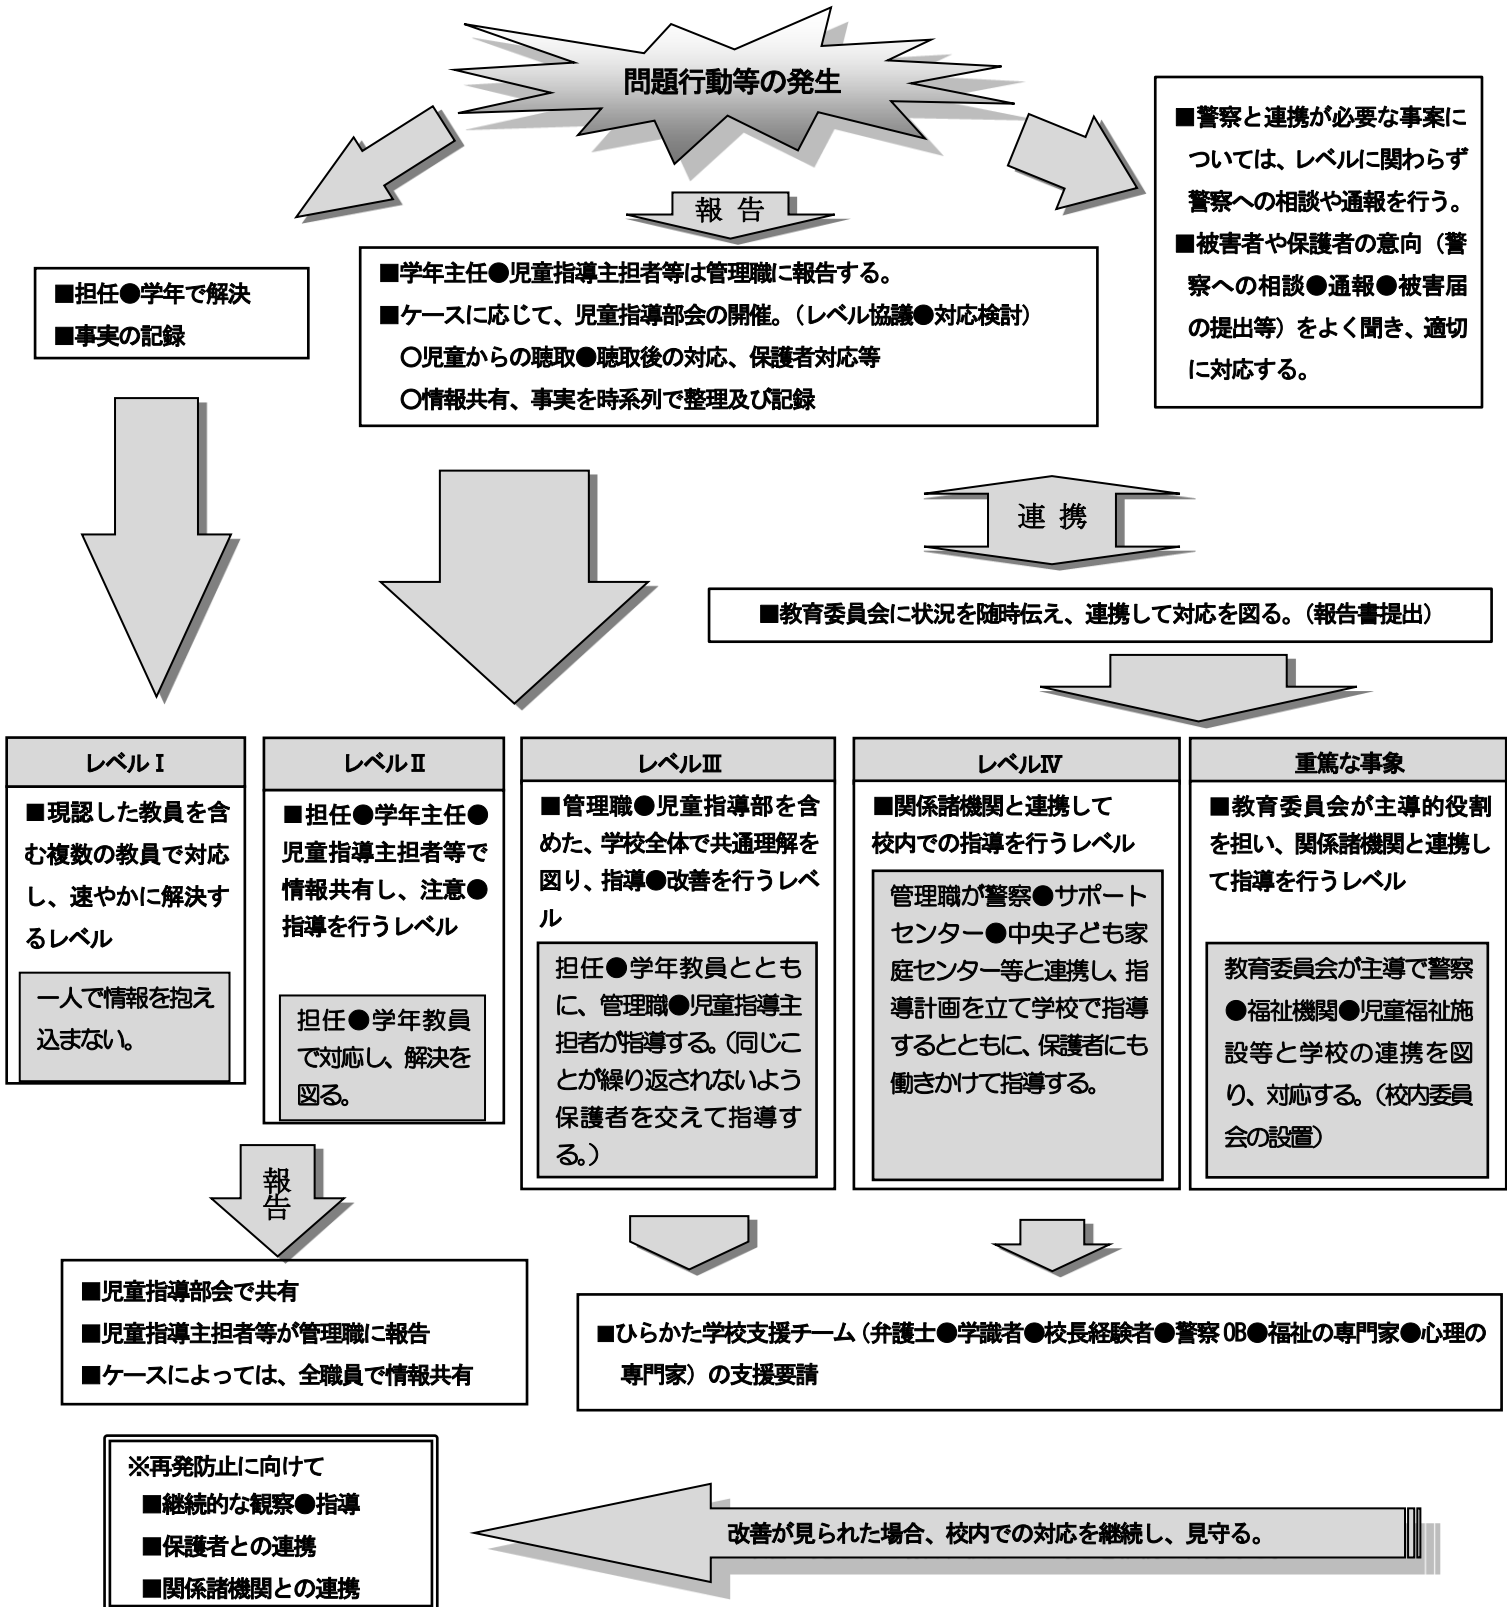 問題行動等の発生
■警察と連携が必要な事案に
ついては、レベルに関わらず
警察への相談や通報を行う。
■被害者や保護者の意向（警
察への相談●通報●被害届
の提出等）をよく聞き、適切
に対応する。
報 告
■担任●学年で解決
■事実の記録
■学年主任●児童指導主担者等は管理職に報告する。
■ケースに応じて、児童指導部会の開催。（レベル協議●対応検討）
○児童からの聴取●聴取後の対応、保護者対応等
○情報共有、事実を時系列で整理及び記録
連 携
■教育委員会に状況を随時伝え、連携して対応を図る。（報告書提出）
レベルⅠ
■現認した教員を含
む複数の教員で対応
し、速やかに解決す
るレベル
一人で情報を抱え
込まない。
レベルⅡ
■担任●学年主任●
児童指導主担者等で
情報共有し、注意●
指導を行うレベル
担任●学年教員
で対応し、解決を
図る。
レベルⅢ
■管理職●児童指導部を含
めた、学校全体で共通理解を
図り、指導●改善を行うレベ
ル
担任●学年教員ととも
に、管理職●児童指導主
担者が指導する。（同じこ
とが繰り返されないよう
保護者を交えて指導す
る。）
レベルⅣ
■関係諸機関と連携して
校内での指導を行うレベル
管理職が警察●サポート
センター●中央子ども家
庭センター等と連携し、指
導計画を立て学校で指導
するとともに、保護者にも
働きかけて指導する。
重篤な事象
■教育委員会が主導的役割
を担い、関係諸機関と連携し
て指導を行うレベル
教育委員会が主導で警察
●福祉機関●児童福祉施
設等と学校の連携を図
り、対応する。（校内委員
会の設置）
報
告
■児童指導部会で共有
■児童指導主担者等が管理職に報告
■ケースによっては、全職員で情報共有
■ひらかた学校支援チーム（弁護士●学識者●校長経験者●警察OB●福祉の専門家●心理の
専門家）の支援要請
※再発防止に向けて
■継続的な観察●指導
■保護者との連携
■関係諸機関との連携
改善が見られた場合、校内での対応を継続し、見守る。